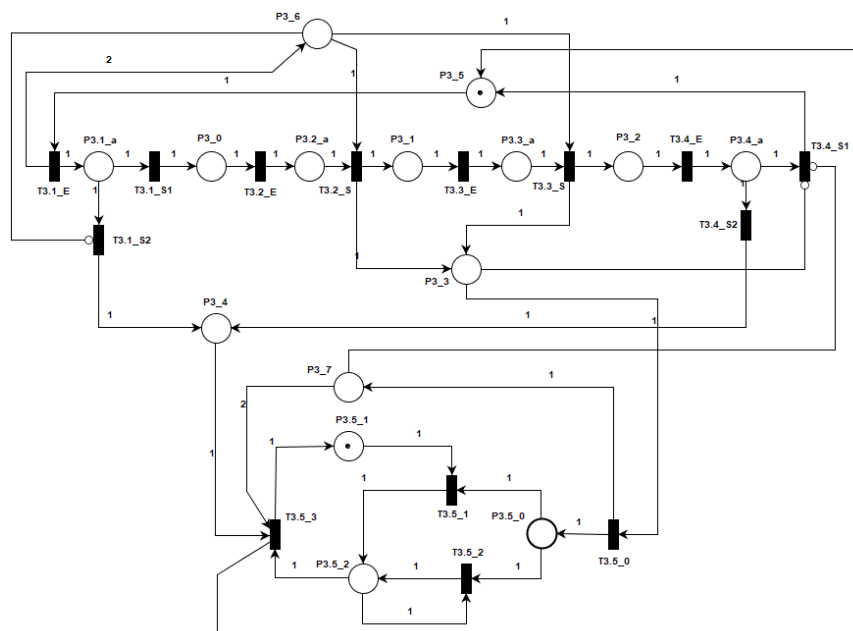 P3_6
1
2
1
1
P3_5
1
P3.1_a
P3_0
P3.2_a
P3_1
P3.3_a
P3_2
T3.4_E
P3.4_a
T3.4_S1
1
1
1
1
1
1
1
1
1
1
1
1
1
1
T3.1_E
T3.1_S1
T3.2_E
T3.2_S
T3.3_E
T3.3_S
1
1
T3.1_S2
1
T3.4_S2
1
P3_3
P3_4
1
1
1
P3_7
1
2
P3.5_1
1
1
1
1
1
T3.5_3
T3.5_1
P3.5_0
1
T3.5_2
T3.5_0
P3.5_2
1
1
1
1